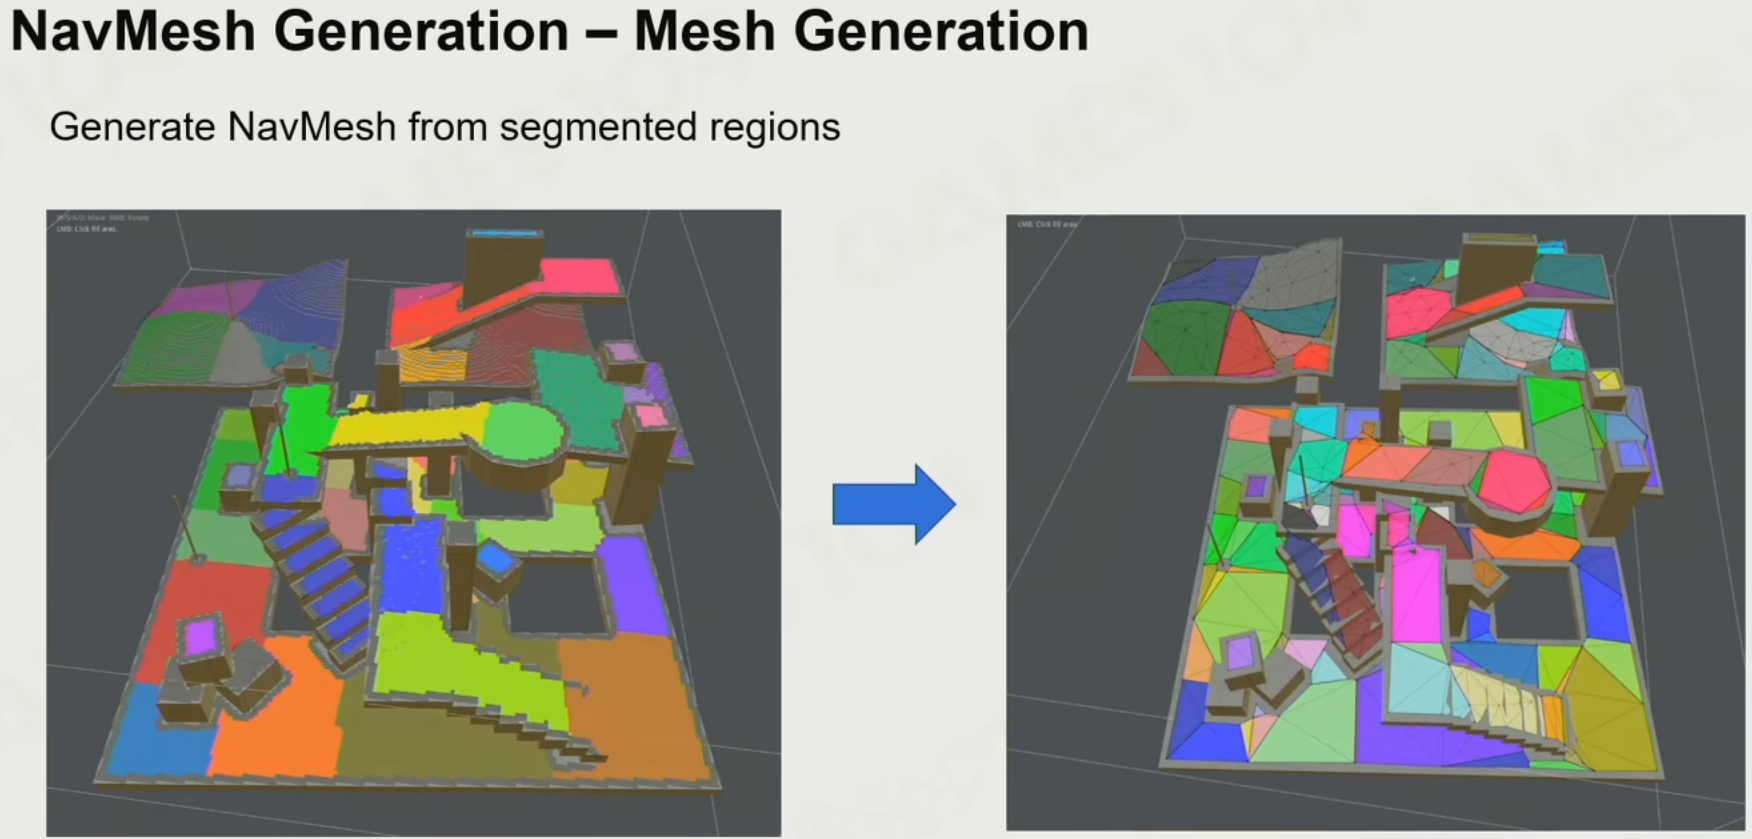 NavMesh Generation – Mesh Generation
Generate NavMesh from segmented regions
W/S/A/D: Move RMB: Rotate
LMB: Click fill area.
LMB: Click fill area